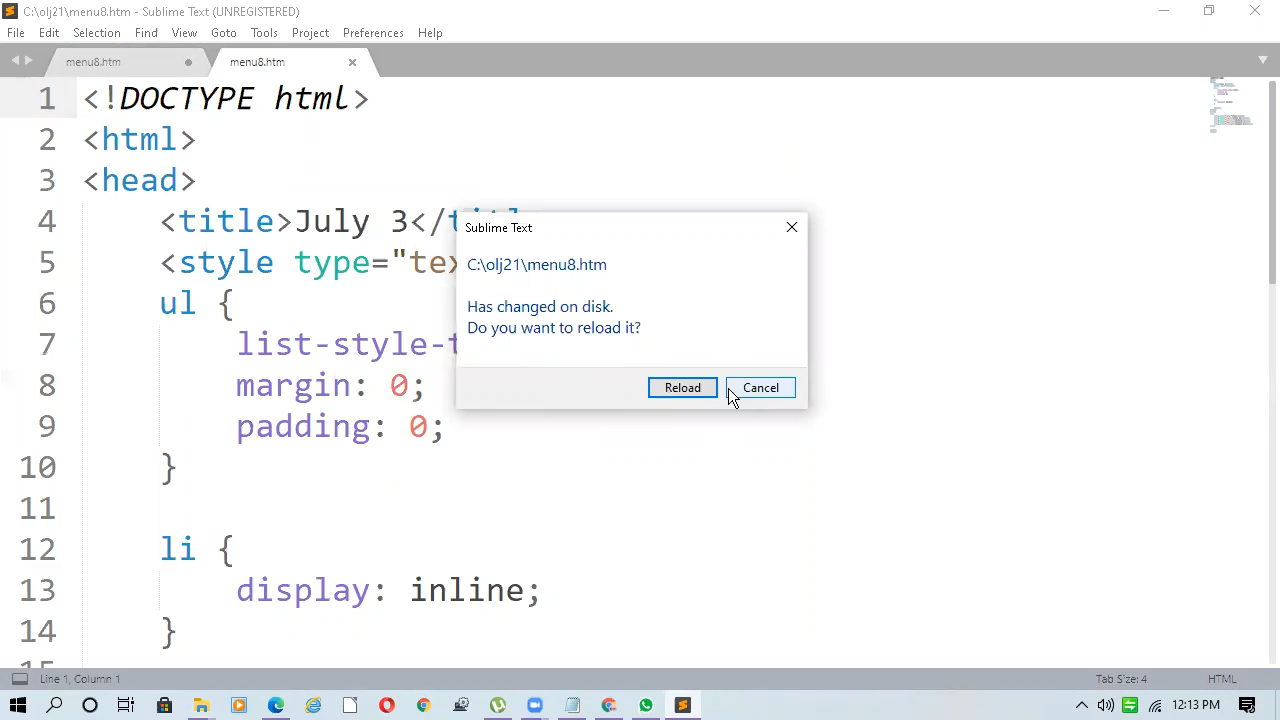 C:\olj21\menu8.htm - Sublime Text (UNREGISTERED)
File Edit Selection Find View Goto Tools Project Preferences Help
menu8.htm
menu8.htm
1 <!DOCTYPE html>
2 <html>
3 <head>
4 <title>July 3</
5 <style type="te
6 ul {
7 list-style-
8 margin: 0;
9 padding: 0;
10 }
11
12 li {
13 display: inline;
14 }
Sublime Text
C:\olj21\menu8.htm
Has changed on disk.
Do you want to reload it?
Reload Cancel
Line 1, Column 1
Tab Size: 4
HTML
12:13 PM